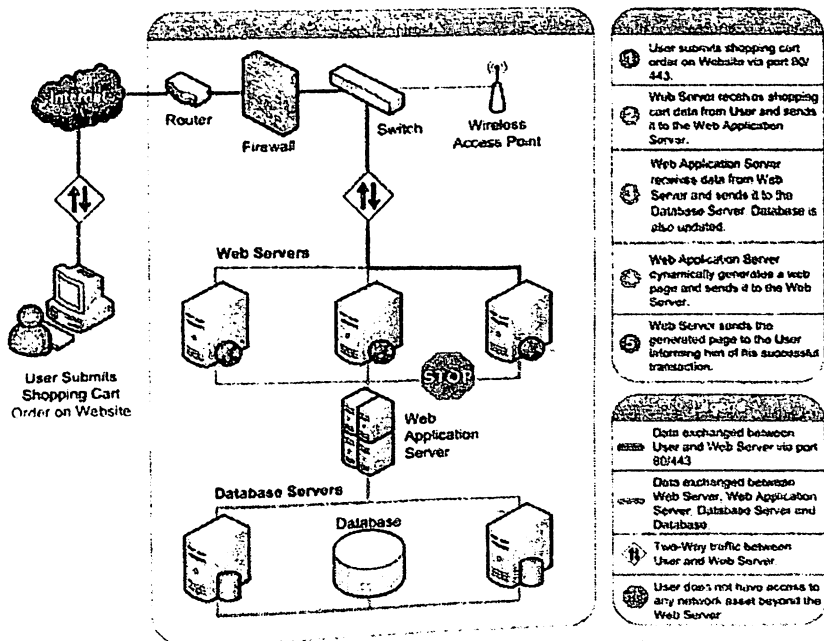 Internet
Router
Firewall
Switch
Wireless
Access Point
Web Servers
STOP
User Submits
Shopping Cart
Order on Website
Web
Application
Server
Database Servers
Database
User submits shopping cart
order on Website via port 80/
443.
Web Server receives shopping
cart data from User and sends
it to the Web Application
Server.
Web Application Server
receives data from Web
Server and sends it to the
Database Server. Database is
also updated.
Web Application Server
dynamically generates a web
page and sends it to the Web
Server.
Web Server sends the
generated page to the User
informing him of his successful
transaction.
Data exchanged between
User and Web Server via port
80/443
Data exchanged between
Web Server, Web Application
Server, Database Server and
Database
Two-Way traffic between
User and Web Server
User does not have access to
any network asset beyond the
Web Server